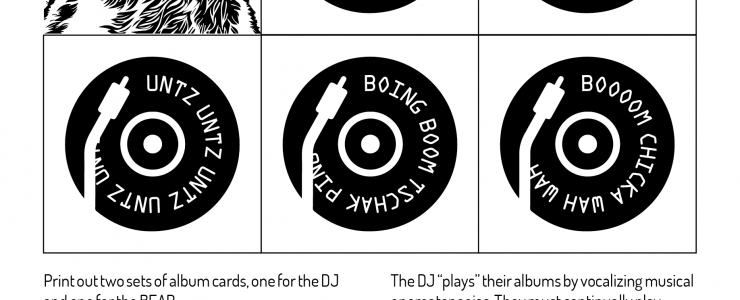 UNTZ UNTZ UNTZ UNTZ UN
BOING BOOM TSCHAK PING
BOOOOM CHICKA WAH WAH
Print out two sets of album cards, one for the DJ
and one for the BEAR
The DJ “plays” their albums by vocalizing musical
They must continually play